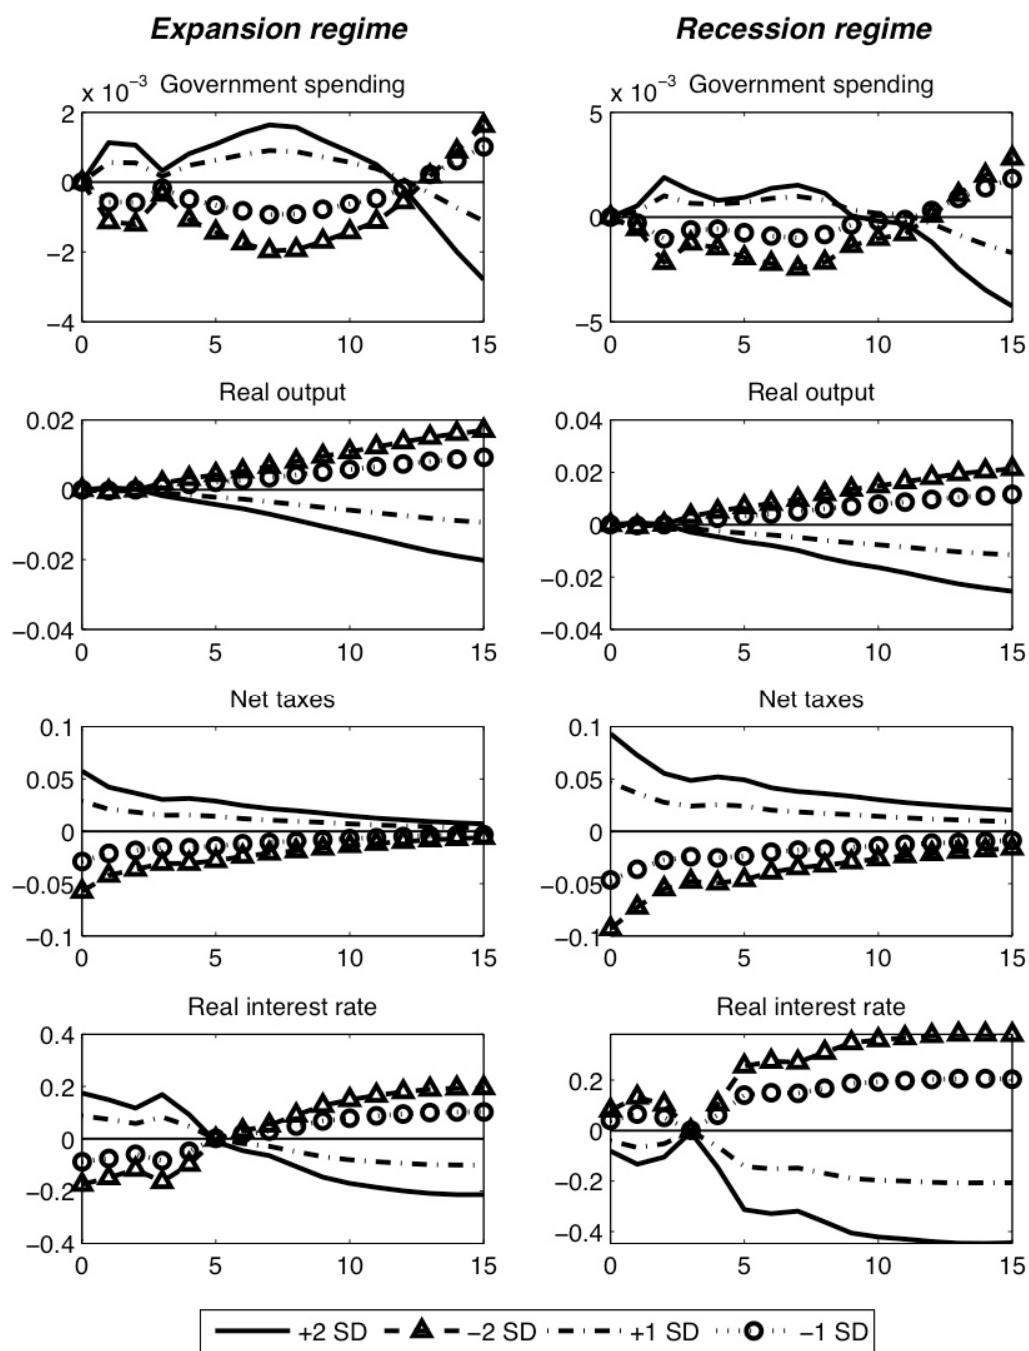 Expansion regime
Recession regime
x 10⁻³ Government spending
2
0
−2
−4
0 5 10 15
x 10⁻³ Government spending
5
0
−5
0 5 10 15
Real output
0.02
0
−0.02
−0.04
0 5 10 15
Real output
0.04
0.02
0
−0.02
−0.04
0 5 10 15
Net taxes
0.1
0.05
0
−0.05
−0.1
0 5 10 15
Net taxes
0.1
0.05
0
−0.05
−0.1
0 5 10 15
Real interest rate
0.4
0.2
0
−0.2
−0.4
0 5 10 15
Real interest rate
0.2
0
−0.2
−0.4
0 5 10 15
+2 SD −2 SD +1 SD −1 SD